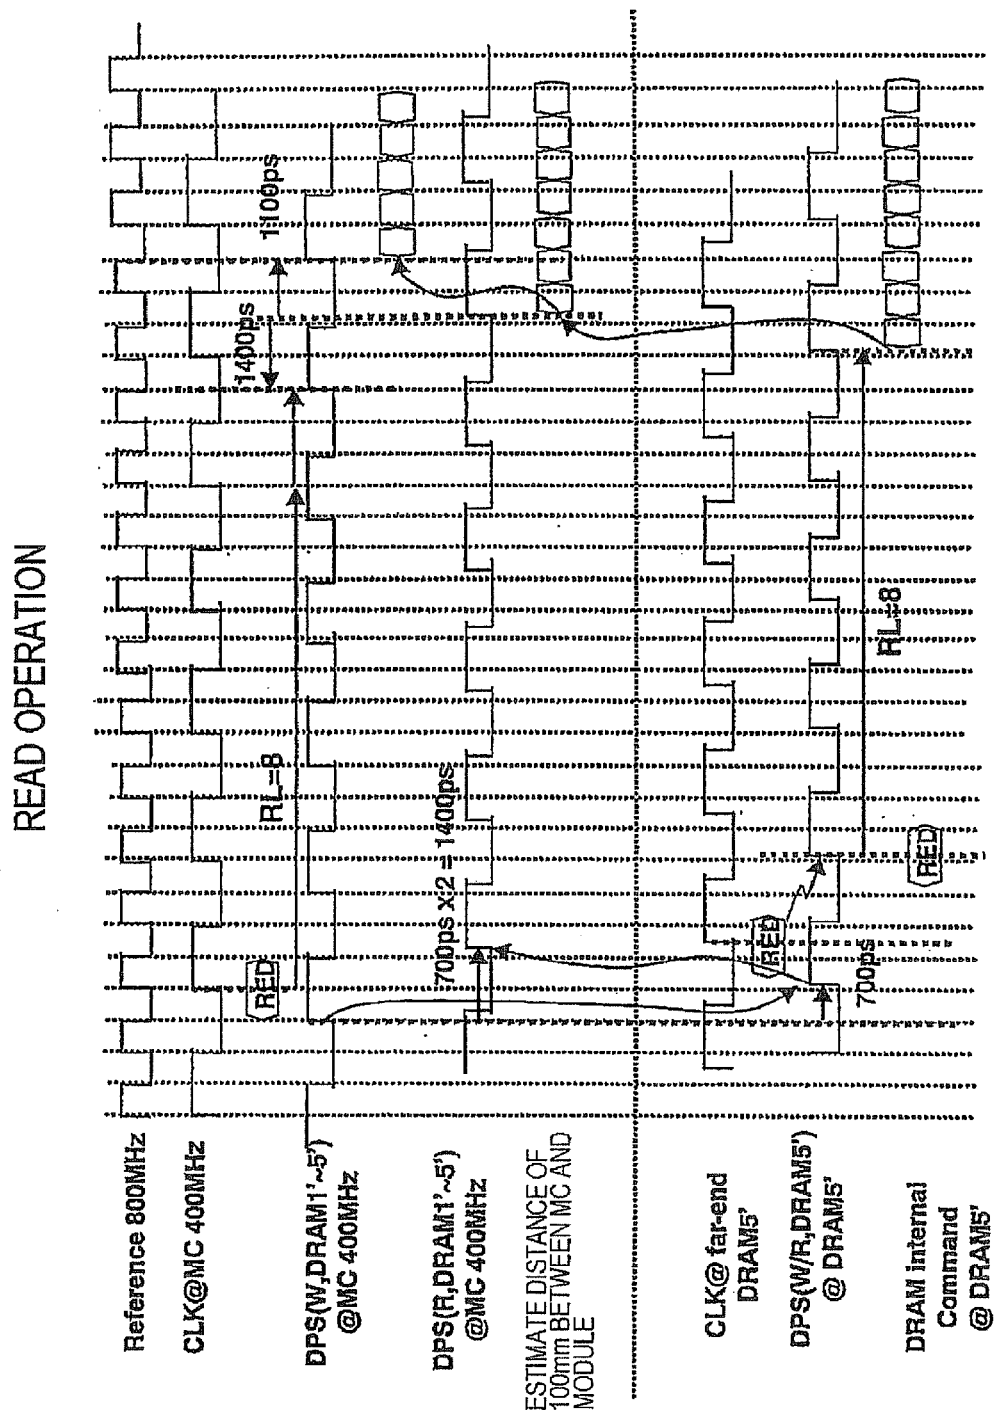 READ OPERATION
Reference 800MHz
CLK@MC 400MHz
RED
RL=8
1400ps
1100ps
DPS(W,DRAM1'~5')
@MC 400MHz
DPS(R,DRAM1'~5')
@MC 400MHz
700ps x2 = 1400ps
ESTIMATE DISTANCE OF
100mm BETWEEN MC AND
MODULE
CLK@ far-end
DRAM5'
RED
DPS(W/R,DRAM5')
@ DRAM5'
700ps
RL=8
DRAM internal
Command
@ DRAM5'
RED